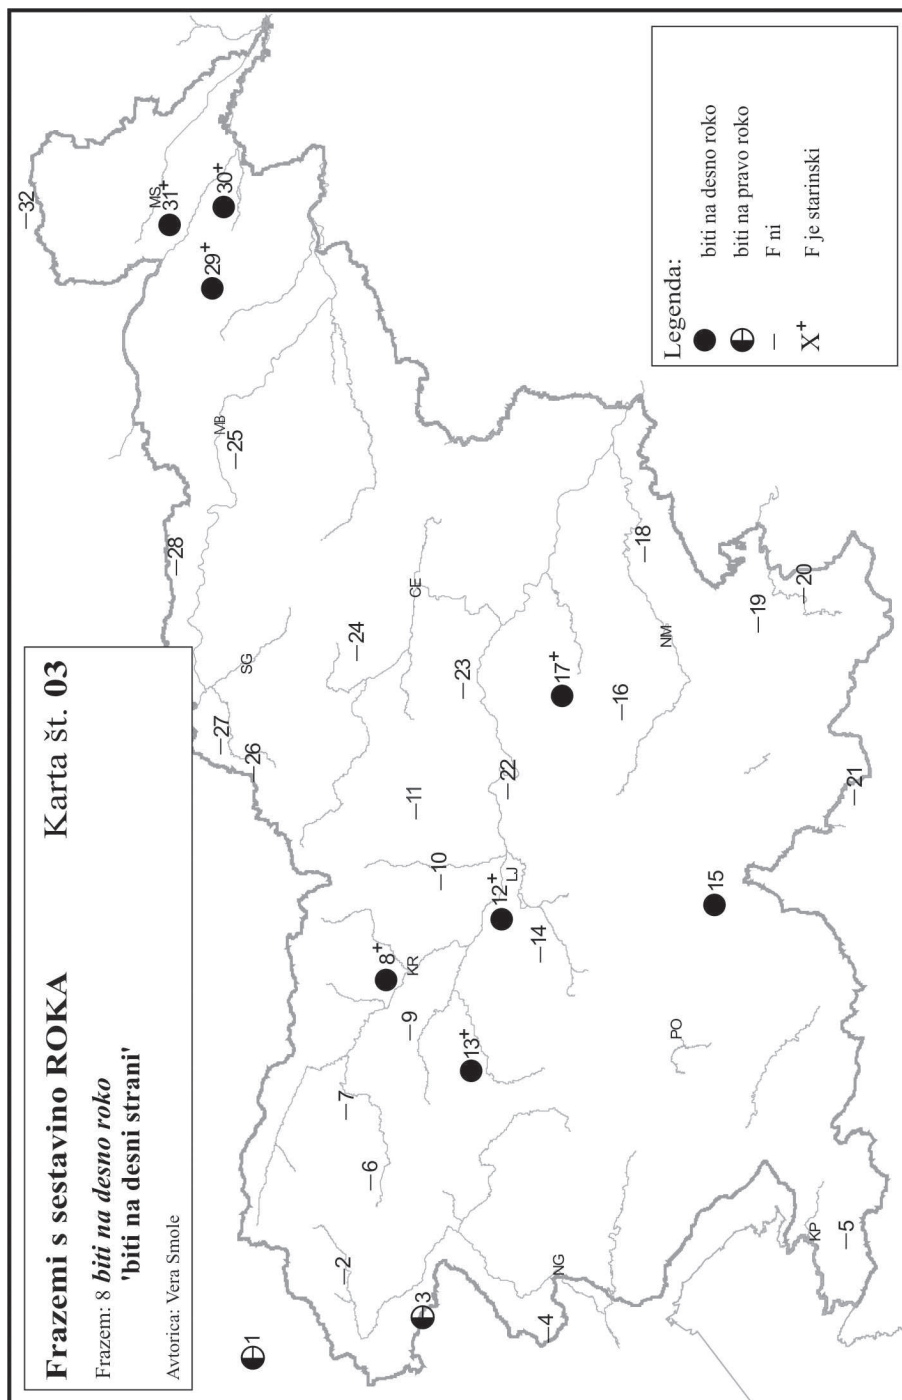 Frazemi s sestavino ROKA Karta št. 03
Frazem: 8 biti na desno roko
'biti na desni strani'
Avtorica: Vera Smole
Legenda:
biti na desno roko
biti na pravo roko
– F ni
X+ F je starinski
1
–2
3
–4
–5
–6
–7
8+
–9
–10
–11
12+
13+
–14
15
–16
17+
–18
–19
–20
–21
–22
–23
–24
–25
–26
–27
–28
29+
30+
31+
–32
MS
MB
SG
CE
NM
KR
LJ
PO
NG
KP